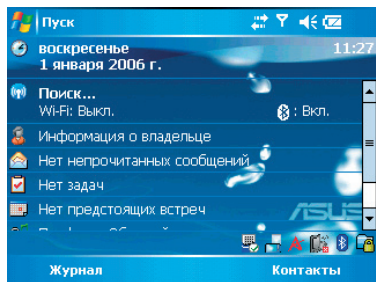 Пуск
воскресенье 11:27
1 января 2006 г.
Поиск...
Wi-Fi: Выкл. : Вкл.
Информация о владельце
Нет непрочитанных сообщений
Нет задач
Нет предстоящих встреч
ASUS
Журнал Контакты